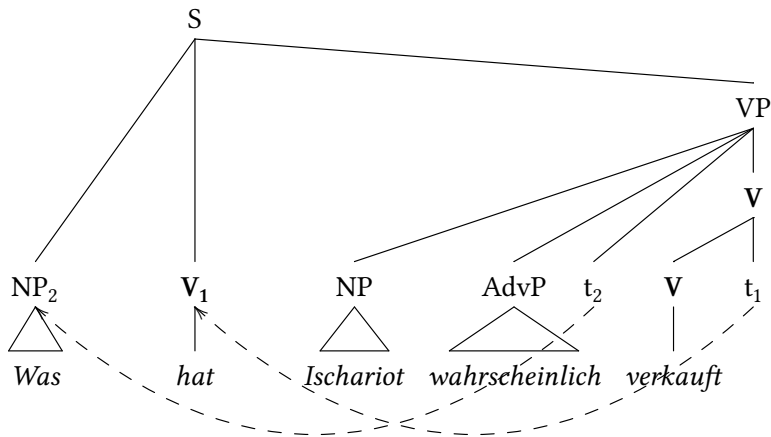 S
VP
V
NP₂ V₁ NP AdvP t₂ V t₁
Was hat Ischariot wahrscheinlich verkauft